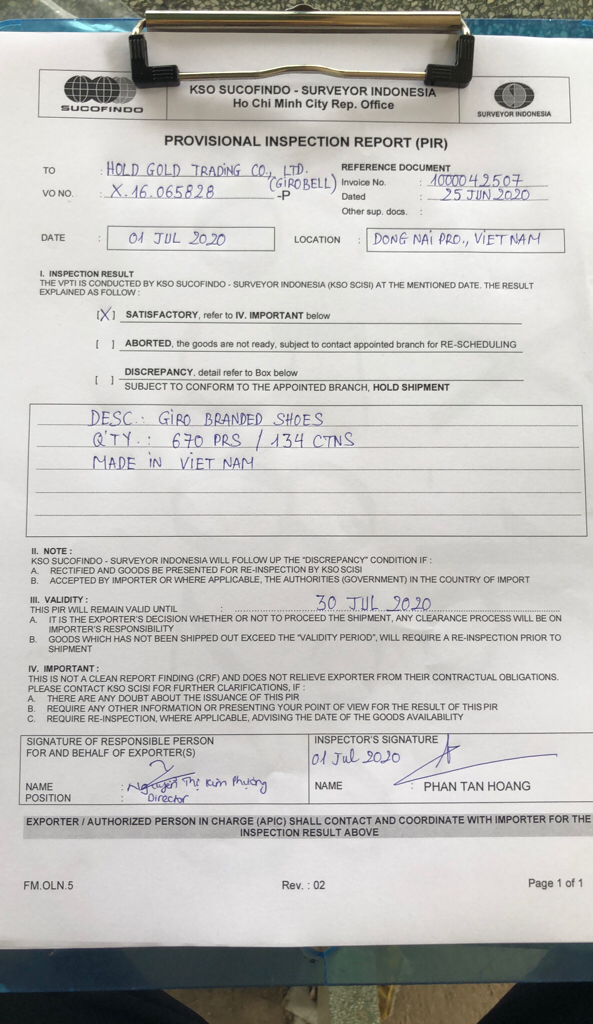 SUCOFINDO
KSO SUCOFINDO - SURVEYOR INDONESIA
Ho Chi Minh City Rep. Office
SURVEYOR INDONESIA
PROVISIONAL INSPECTION REPORT (PIR)
TO : HOLD GOLD TRADING CO., LTD. (GIROBELL)
VO NO. : X.16.065828 -P
REFERENCE DOCUMENT
Invoice No. : 1000042507
Dated : 25 JUN 2020
Other sup. docs. :
DATE : 01 JUL 2020
LOCATION : DONG NAI PRO., VIET NAM
I. INSPECTION RESULT
THE VPTI IS CONDUCTED BY KSO SUCOFINDO - SURVEYOR INDONESIA (KSO SCISI) AT THE MENTIONED DATE. THE RESULT
EXPLAINED AS FOLLOW :
[X] SATISFACTORY, refer to IV. IMPORTANT below
[ ] ABORTED, the goods are not ready, subject to contact appointed branch for RE-SCHEDULING
[ ] DISCREPANCY, detail refer to Box below
SUBJECT TO CONFORM TO THE APPOINTED BRANCH, HOLD SHIPMENT
DESC.: GIRO BRANDED SHOES
Q'TY.: 670 PRS / 134 CTNS
MADE IN VIET NAM
II. NOTE :
KSO SUCOFINDO - SURVEYOR INDONESIA WILL FOLLOW UP THE "DISCREPANCY" CONDITION IF :
A. RECTIFIED AND GOODS BE PRESENTED FOR RE-INSPECTION BY KSO SCISI
B. ACCEPTED BY IMPORTER OR WHERE APPLICABLE, THE AUTHORITIES (GOVERNMENT) IN THE COUNTRY OF IMPORT
III. VALIDITY :
THIS PIR WILL REMAIN VALID UNTIL : 30 JUL 2020
A. IT IS THE EXPORTER'S DECISION WHETHER OR NOT TO PROCEED THE SHIPMENT, ANY CLEARANCE PROCESS WILL BE ON
IMPORTER'S RESPONSIBILITY
B. GOODS WHICH HAS NOT BEEN SHIPPED OUT EXCEED THE "VALIDITY PERIOD", WILL REQUIRE A RE-INSPECTION PRIOR TO
SHIPMENT
IV. IMPORTANT :
THIS IS NOT A CLEAN REPORT FINDING (CRF) AND DOES NOT RELIEVE EXPORTER FROM THEIR CONTRACTUAL OBLIGATIONS.
PLEASE CONTACT KSO SCISI FOR FURTHER CLARIFICATIONS, IF :
A. THERE ARE ANY DOUBT ABOUT THE ISSUANCE OF THIS PIR
B. REQUIRE ANY OTHER INFORMATION OR PRESENTING YOUR POINT OF VIEW FOR THE RESULT OF THIS PIR
C. REQUIRE RE-INSPECTION, WHERE APPLICABLE, ADVISING THE DATE OF THE GOODS AVAILABILITY
SIGNATURE OF RESPONSIBLE PERSON
FOR AND BEHALF OF EXPORTER(S)
NAME : Nguyễn Thị Kim Phượng
POSITION : Director
INSPECTOR'S SIGNATURE
01 Jul 2020
NAME : PHAN TAN HOANG
EXPORTER / AUTHORIZED PERSON IN CHARGE (APIC) SHALL CONTACT AND COORDINATE WITH IMPORTER FOR THE
INSPECTION RESULT ABOVE
FM.OLN.5
Rev. : 02
Page 1 of 1